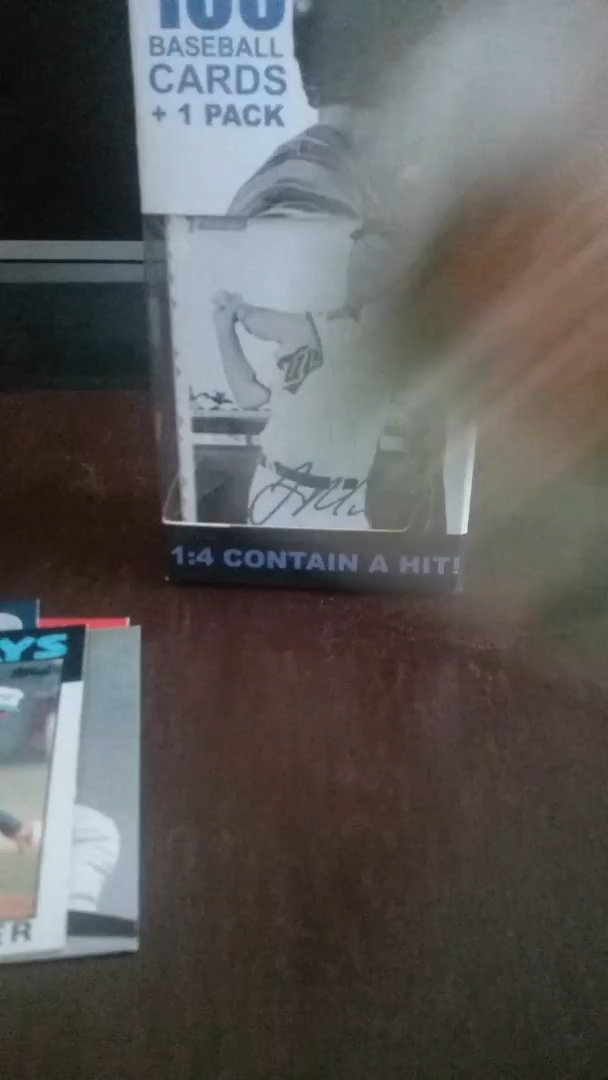 100
BASEBALL
CARDS
+ 1 PACK
1:4 CONTAIN A HIT!
YS
ER